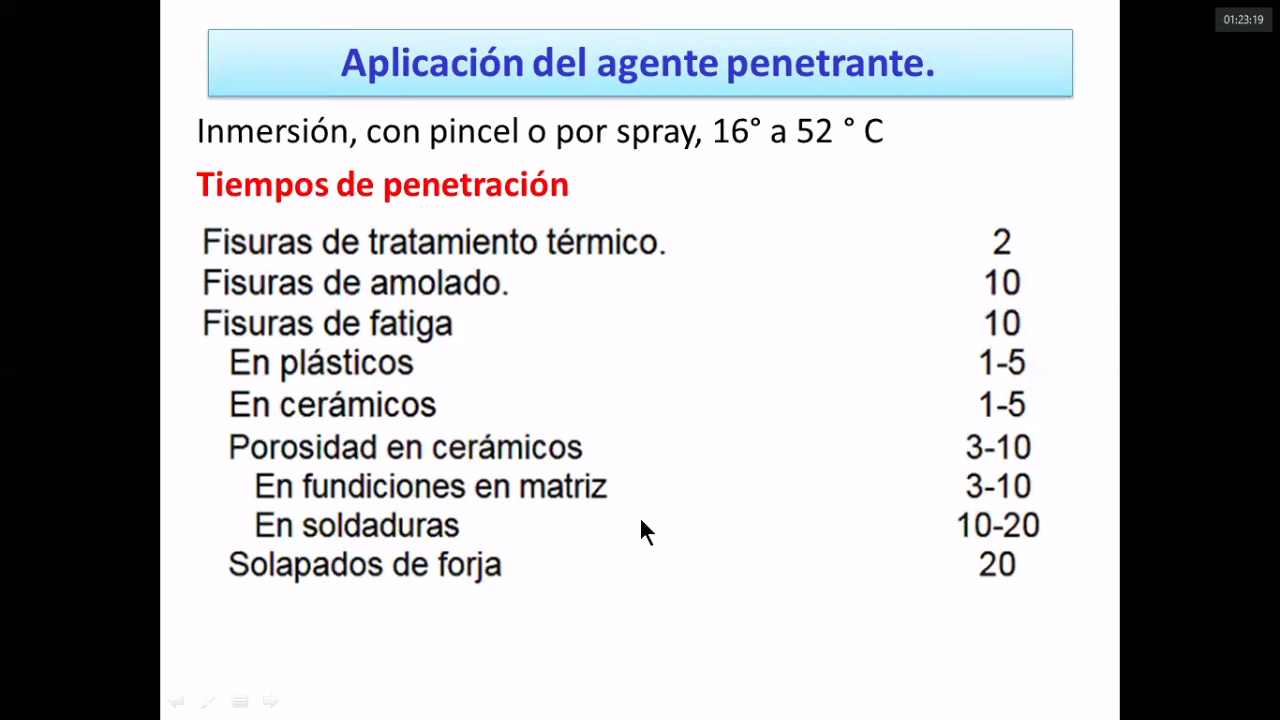 01:23:19
Aplicación del agente penetrante.
Inmersión, con pincel o por spray, 16° a 52 ° C
Tiempos de penetración
Fisuras de tratamiento térmico. 2
Fisuras de amolado. 10
Fisuras de fatiga 10
En plásticos 1-5
En cerámicos 1-5
Porosidad en cerámicos 3-10
En fundiciones en matriz 3-10
En soldaduras 10-20
Solapados de forja 20